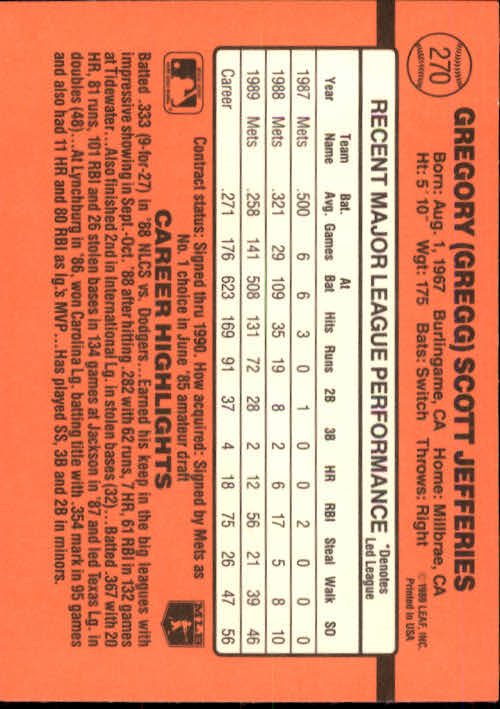 270
GREGORY (GREGG) SCOTT JEFFERIES
Born: Aug. 1, 1967 Burlingame, CA Home: Millbrae, CA
Ht: 5' 10" Wgt: 175 Bats: Switch Throws: Right
© 1989 LEAF, INC.
Printed in USA
RECENT MAJOR LEAGUE PERFORMANCE *Denotes Led League
Year Team Name Bat. Avg. Games At Bat Hits Runs 2B 3B HR RBI Steal Walk SO
1987 Mets .500 6 6 3 0 1 0 0 2 0 0 0
1988 Mets .321 29 109 35 19 8 2 6 17 5 8 10
1989 Mets .258 141 508 131 72 28 2 12 56 21 39 46
Career .271 176 623 169 91 37 4 18 75 26 47 56
Contract status: Signed thru 1990. How acquired: Signed by Mets as
No. 1 choice in June '85 amateur draft
CAREER HIGHLIGHTS
MLB
Batted .333 (9-for-27) in '88 NLCS vs. Dodgers...Earned his keep in the big leagues with
impressive showing in Sept.-Oct. '88 after hitting .282 with 62 runs, 7 HR, 61 RBI in 132 games
at Tidewater...Also finished 2nd in International Lg. in stolen bases (32)...Batted .367 with 20
HR, 81 runs, 101 RBI and 26 stolen bases in 134 games at Jackson in '87 and led Texas Lg. in
doubles (48)...At Lynchburg in '86, won Carolina Lg. batting title with .354 mark in 95 games
and also had 11 HR and 80 RBI as lg.'s MVP...Has played SS, 3B and 2B in minors.